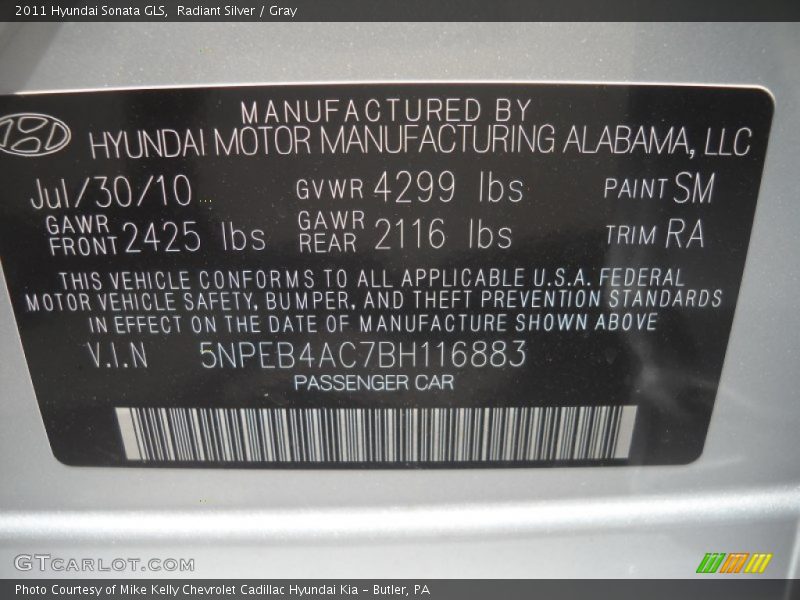 2011 Hyundai Sonata GLS, Radiant Silver / Gray
MANUFACTURED BY
HYUNDAI MOTOR MANUFACTURING ALABAMA, LLC
Jul/30/10 GVWR 4299 lbs PAINT SM
GAWR FRONT 2425 lbs GAWR REAR 2116 lbs TRIM RA
THIS VEHICLE CONFORMS TO ALL APPLICABLE U.S.A. FEDERAL
MOTOR VEHICLE SAFETY, BUMPER, AND THEFT PREVENTION STANDARDS
IN EFFECT ON THE DATE OF MANUFACTURE SHOWN ABOVE
V.I.N 5NPEB4AC7BH116883
PASSENGER CAR
GTCARLOT.COM
Photo Courtesy of Mike Kelly Chevrolet Cadillac Hyundai Kia - Butler, PA